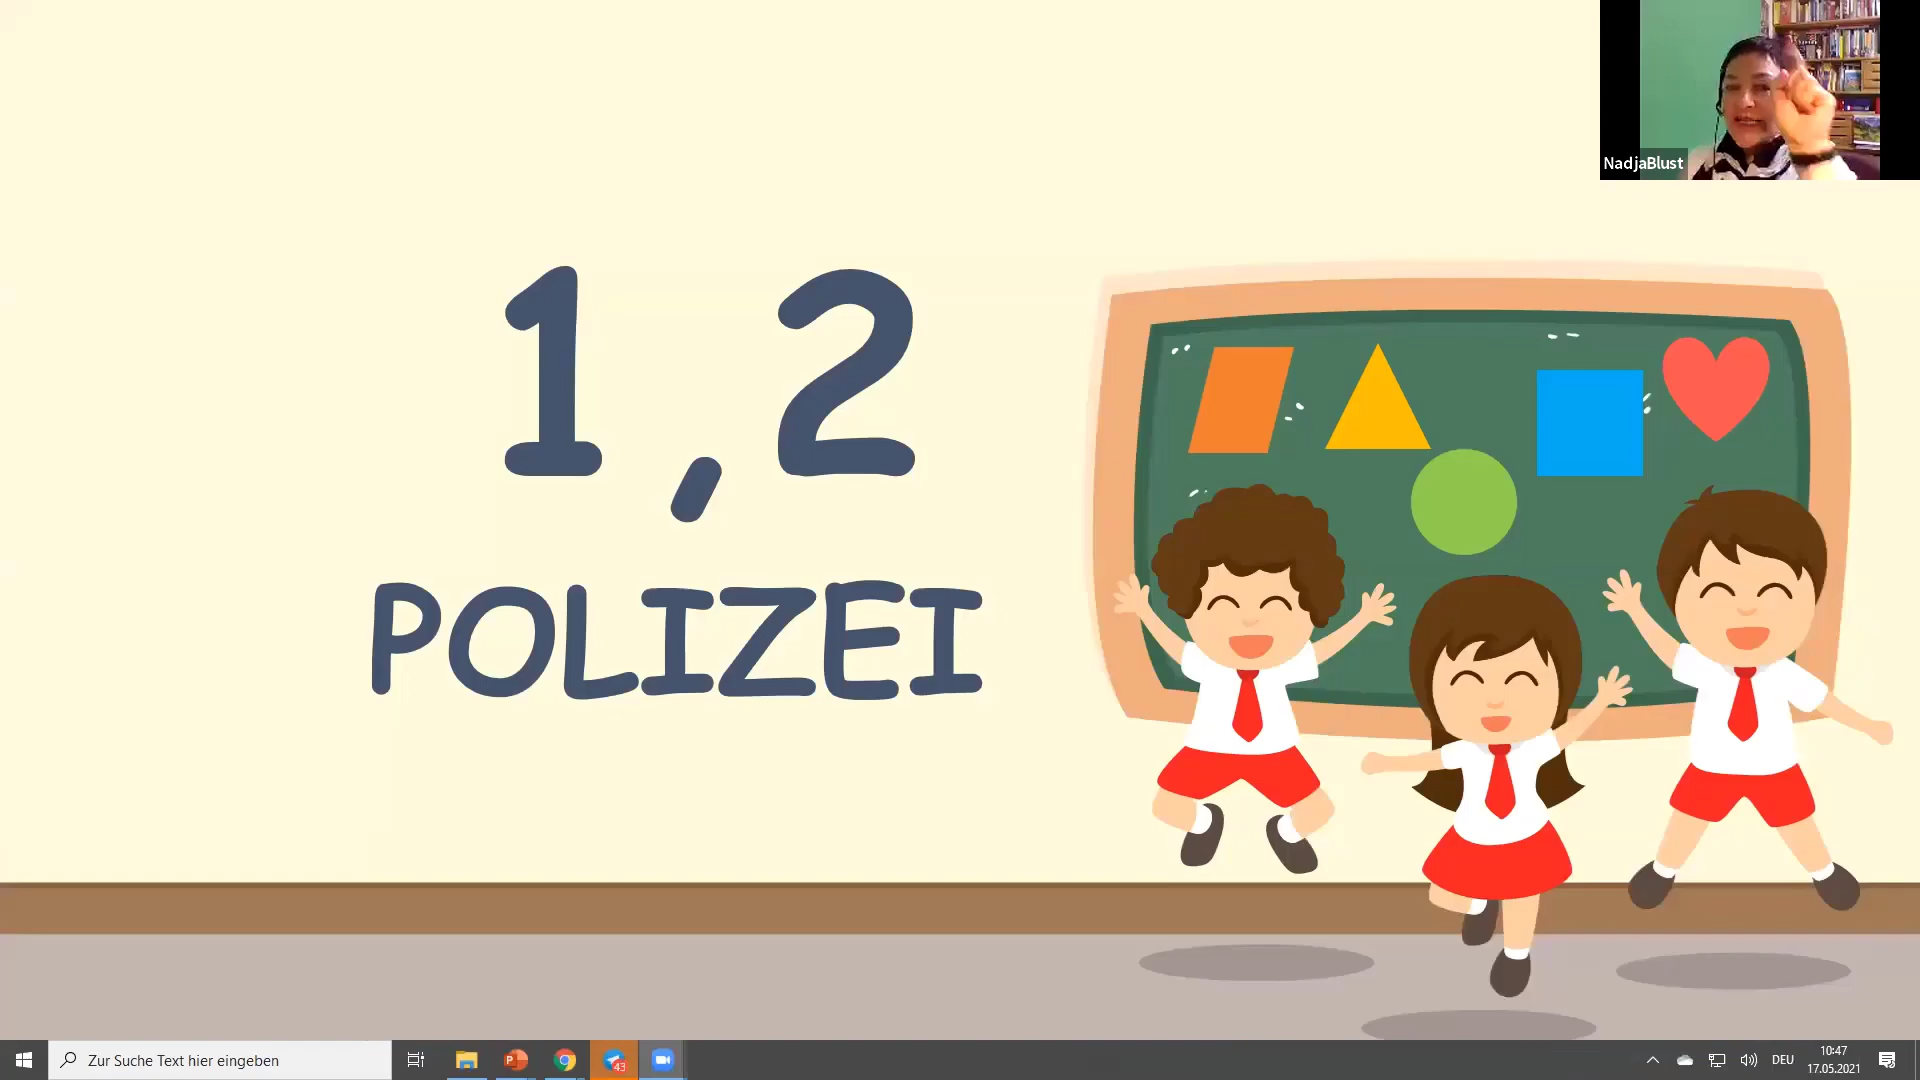 NadjaBlust
1,2
POLIZEI
Zur Suche Text hier eingeben
P
43
DEU
10:47
17.05.2021